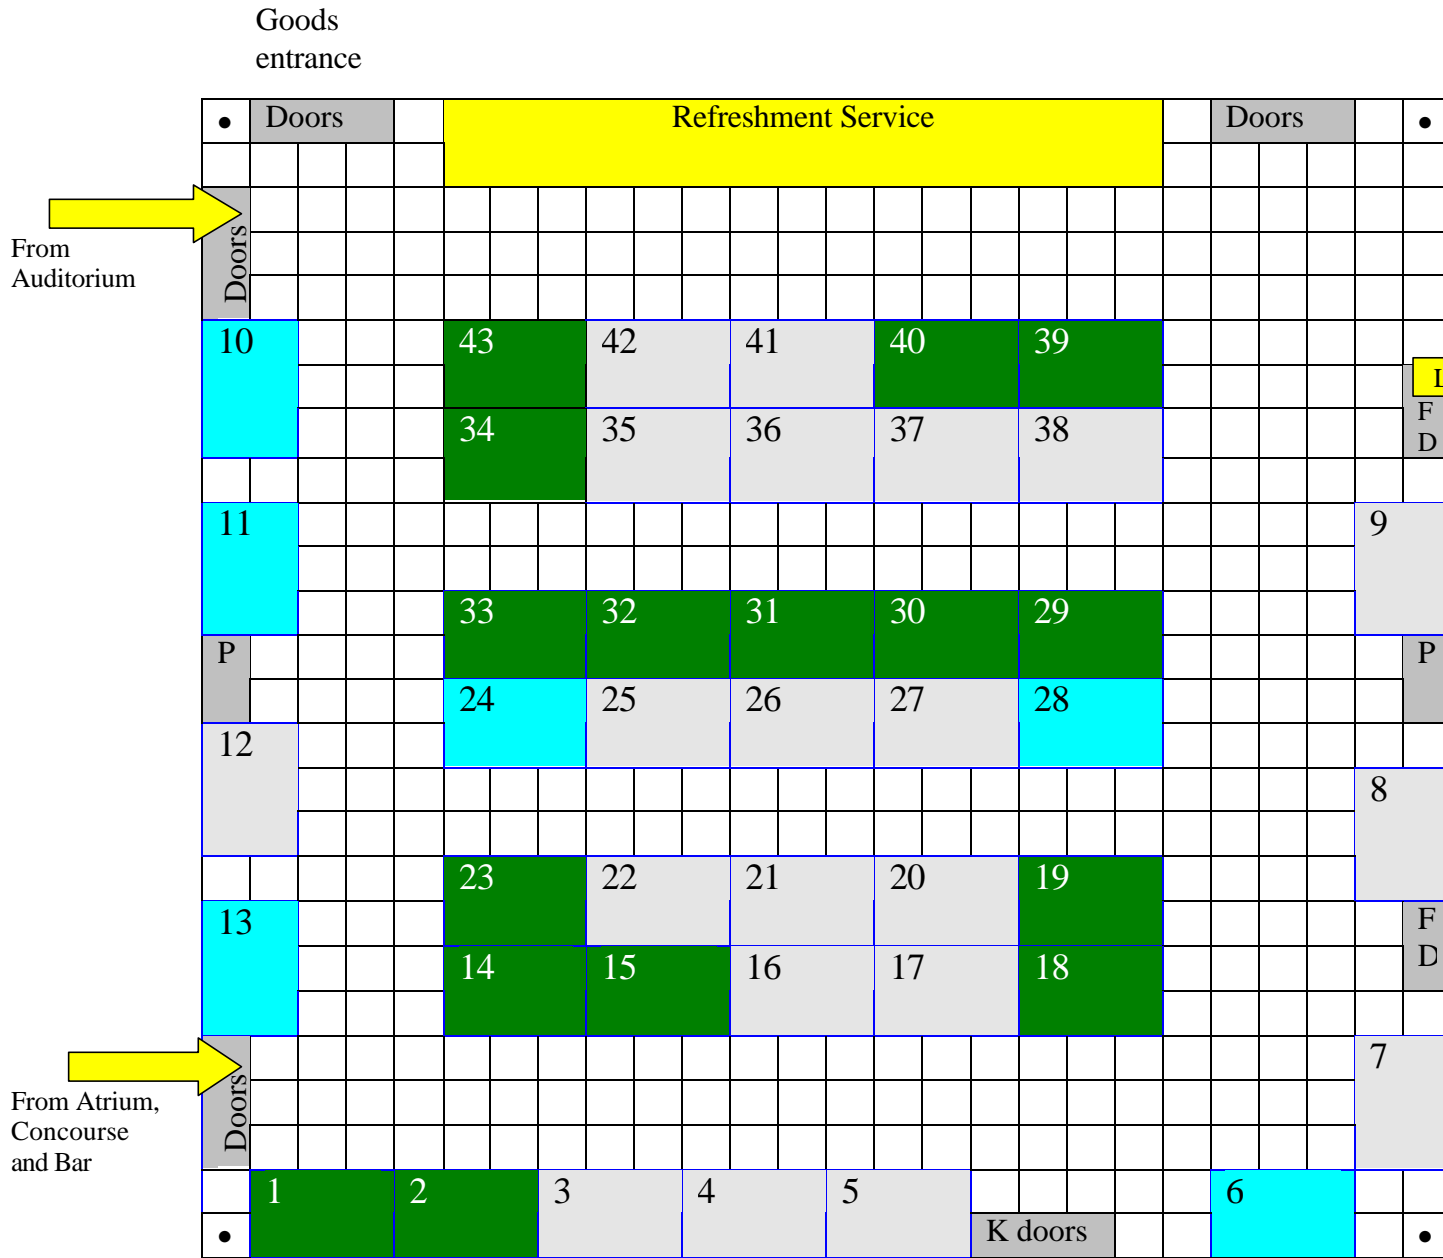 Goods
entrance
• Doors Refreshment Service Doors •
Doors
From
Auditorium
10 43 42 41 40 39
L
F
D
34 35 36 37 38
11 9
33 32 31 30 29
P P
24 25 26 27 28
12
8
23 22 21 20 19
13 F
D
14 15 16 17 18
7
Doors
From Atrium,
Concourse
and Bar
1 2 3 4 5 6
• K doors •